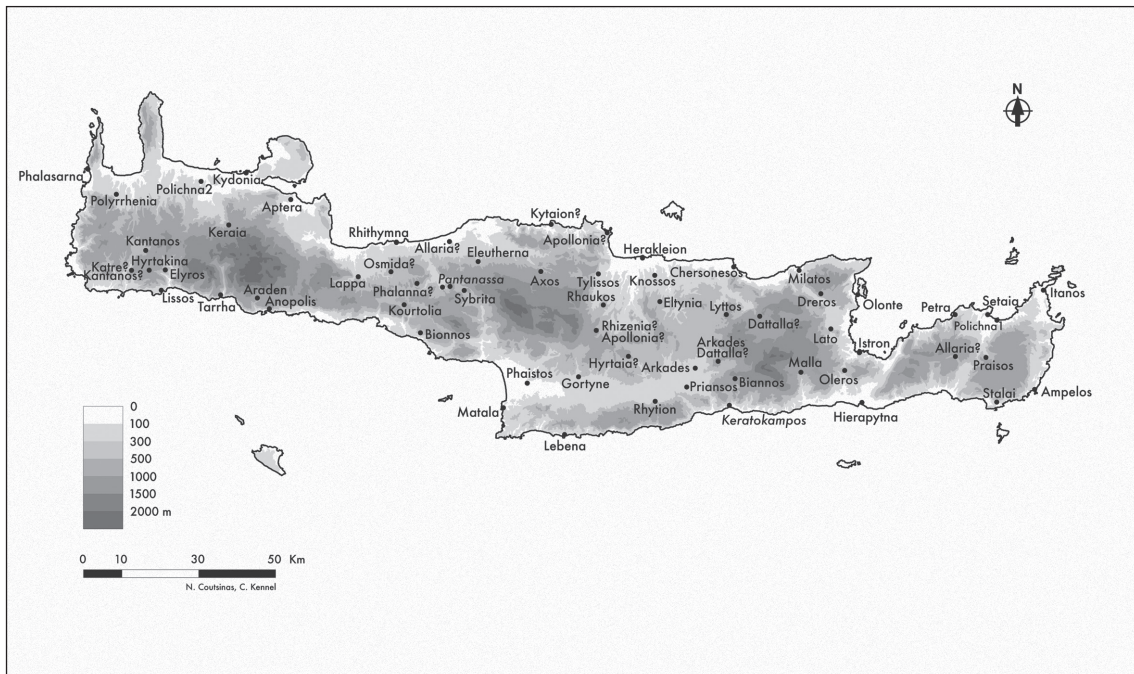 N
Phalasarna
Polyrrhenia
Polichna2
Kydonia
Aptera
Keraia
Kantanos
Hyrtakina
Katre?
Kantanos?
Elyros
Lissos
Tarrha
Araden
Anopolis
Rhithymna
Allaria?
Eleutherna
Osmida?
Lappa
Phalanna?
Pantanassa
Sybrita
Kourtolia
Bionnos
Kytaion?
Apollonia?
Axos
Herakleion
Tylissos
Knossos
Rhaukos
Eltynia
Chersonesos
Milatos
Dreros
Olonte
Lyttos
Dattalla?
Rhizenia?
Apollonia?
Lato
Istron
Petra
Setaia
Itanos
Polichna1
Allaria?
Praisos
Hyrtaia?
Arkades
Arkades
Dattalla?
Malla
Oleros
Phaistos
Gortyne
Priansos
Biannos
Matala
Rhytion
Keratokampos
Hierapytna
Stalai
Ampelos
Lebena
0
100
300
500
1000
1500
2000 m
0 10 30 50 Km
N. Coutsinas, C. Kennel